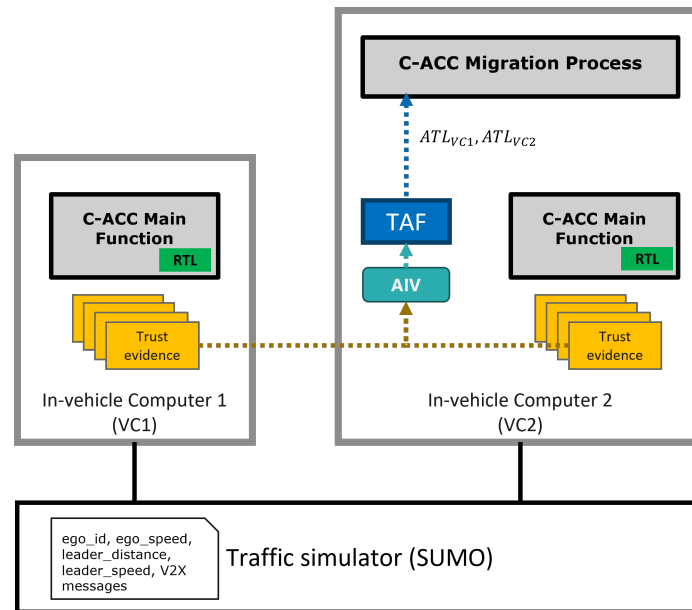 C-ACC Migration Process
ATL_VC1, ATL_VC2
C-ACC Main
Function
RTL
TAF
C-ACC Main
Function
RTL
AIV
Trust
evidence
Trust
evidence
In-vehicle Computer 1
(VC1)
In-vehicle Computer 2
(VC2)
ego_id, ego_speed,
leader_distance,
leader_speed, V2X
messages
Traffic simulator (SUMO)